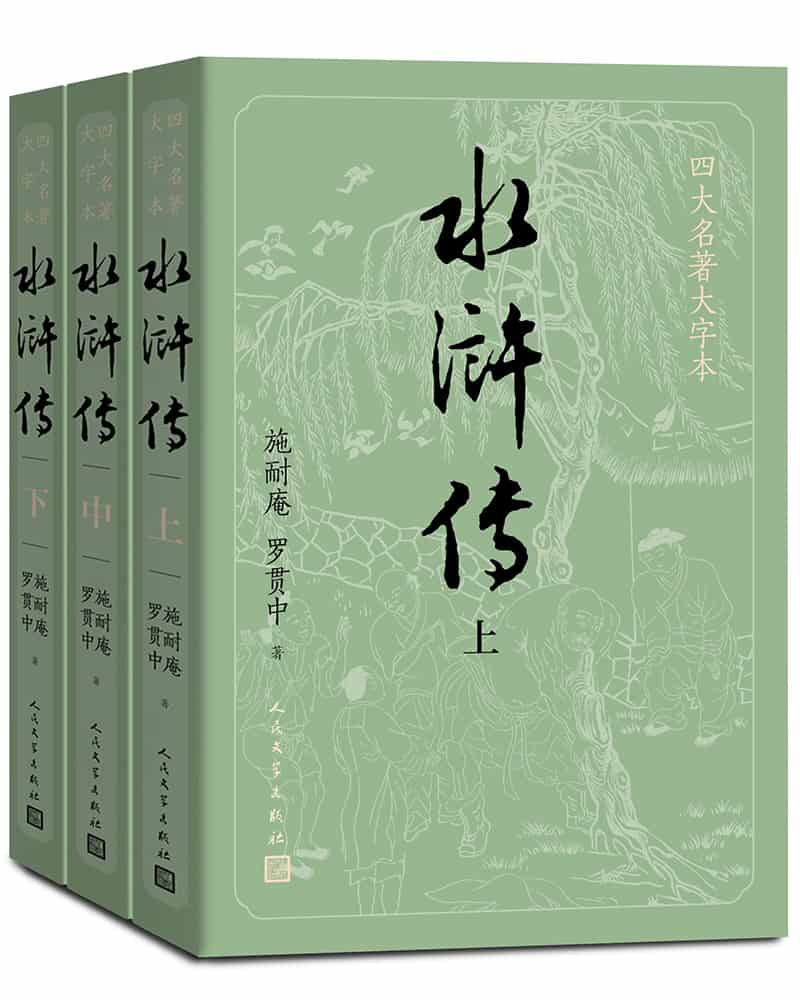 四大名著大字本
水浒传
上
施耐庵 罗贯中 著
人民文学出版社
四大名著
大字本
水浒传
上
施耐庵
罗贯中
著
人民文学出版社
四大名著
大字本
水浒传
中
施耐庵
罗贯中
著
人民文学出版社
四大名著
大字本
水浒传
下
施耐庵
罗贯中
著
人民文学出版社